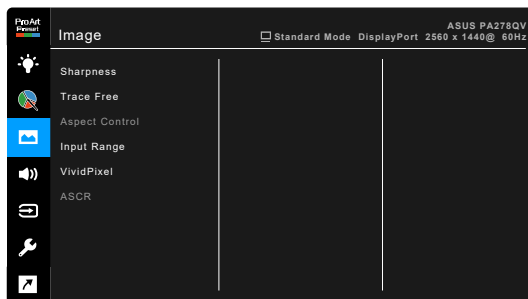 ProArt
Preset
Image
ASUS PA278QV
Standard Mode DisplayPort 2560 x 1440@ 60Hz
Sharpness
Trace Free
Aspect Control
Input Range
VividPixel
ASCR